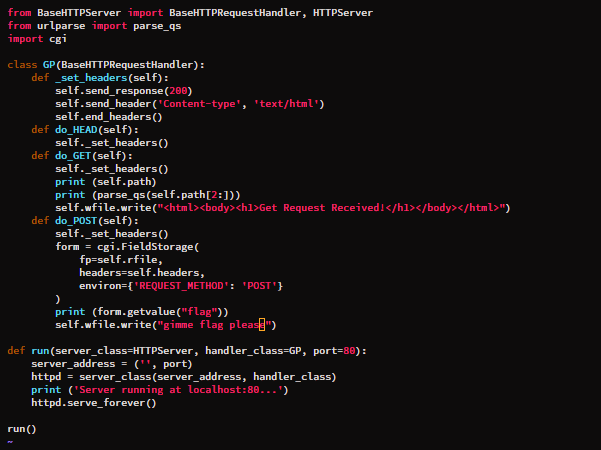 from BaseHTTPServer import BaseHTTPRequestHandler, HTTPServer
from urlparse import parse_qs
import cgi

class GP(BaseHTTPRequestHandler):
    def _set_headers(self):
        self.send_response(200)
        self.send_header('Content-type', 'text/html')
        self.end_headers()
    def do_HEAD(self):
        self._set_headers()
    def do_GET(self):
        self._set_headers()
        print (self.path)
        print (parse_qs(self.path[2:]))
        self.wfile.write("<html><body><h1>Get Request Received!</h1></body></html>")
    def do_POST(self):
        self._set_headers()
        form = cgi.FieldStorage(
            fp=self.rfile,
            headers=self.headers,
            environ={'REQUEST_METHOD': 'POST'}
        )
        print (form.getvalue("flag"))
        self.wfile.write("gimme flag please")

def run(server_class=HTTPServer, handler_class=GP, port=80):
    server_address = ('', port)
    httpd = server_class(server_address, handler_class)
    print ('Server running at localhost:80...')
    httpd.serve_forever()

run()
~